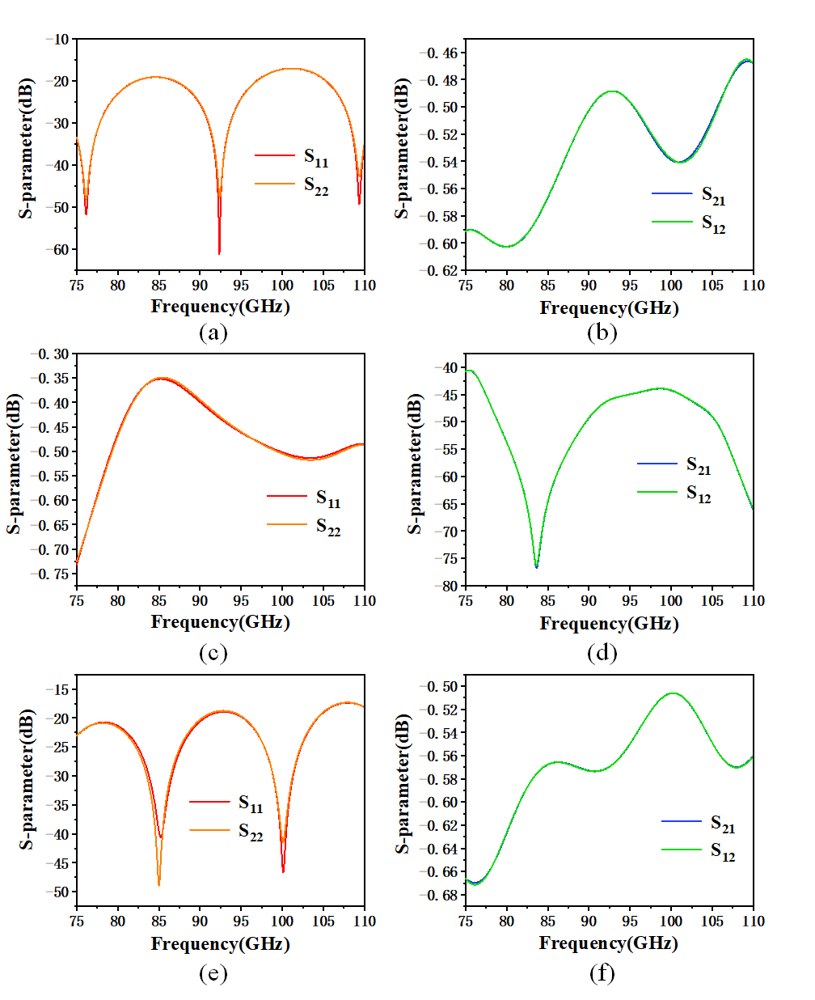 S-parameter(dB)
−10
−20
−30
−40
−50
−60
S11
S22
75 80 85 90 95 100 105 110
Frequency(GHz)
(a)
S-parameter(dB)
−0.46
−0.48
−0.50
−0.52
−0.54
−0.56
−0.58
−0.60
−0.62
S21
S12
75 80 85 90 95 100 105 110
Frequency(GHz)
(b)
S-parameter(dB)
−0.30
−0.35
−0.40
−0.45
−0.50
−0.55
−0.60
−0.65
−0.70
−0.75
S11
S22
75 80 85 90 95 100 105 110
Frequency(GHz)
(c)
S-parameter(dB)
−40
−45
−50
−55
−60
−65
−70
−75
−80
S21
S12
75 80 85 90 95 100 105 110
Frequency(GHz)
(d)
S-parameter(dB)
−15
−20
−25
−30
−35
−40
−45
−50
S11
S22
75 80 85 90 95 100 105 110
Frequency(GHz)
(e)
S-parameter(dB)
−0.50
−0.52
−0.54
−0.56
−0.58
−0.60
−0.62
−0.64
−0.66
−0.68
S21
S12
75 80 85 90 95 100 105 110
Frequency(GHz)
(f)